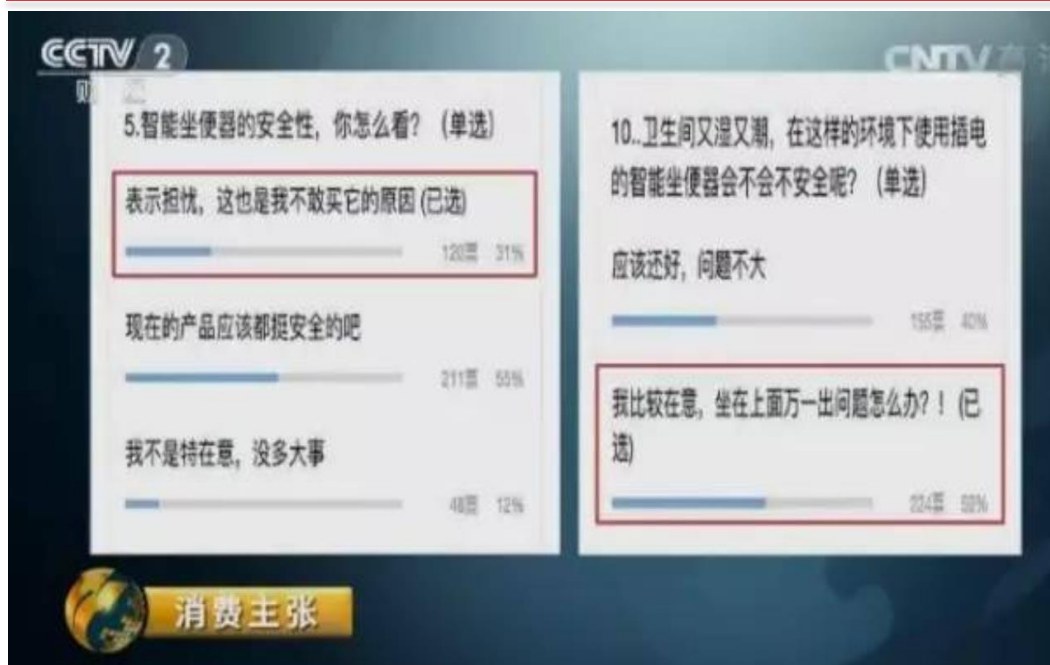 CCTV 2
CNTV
5.智能坐便器的安全性，你怎么看？（单选）
表示担忧，这也是我不敢买它的原因(已选)
120票 31%
现在的产品应该都挺安全的吧
211票 55%
我不是特在意，没多大事
48票 12%
10..卫生间又湿又潮，在这样的环境下使用插电
的智能坐便器会不会不安全呢？（单选）
应该还好，问题不大
155票 40%
我比较在意，坐在上面万一出问题怎么办？！(已
选)
224票
消费主张